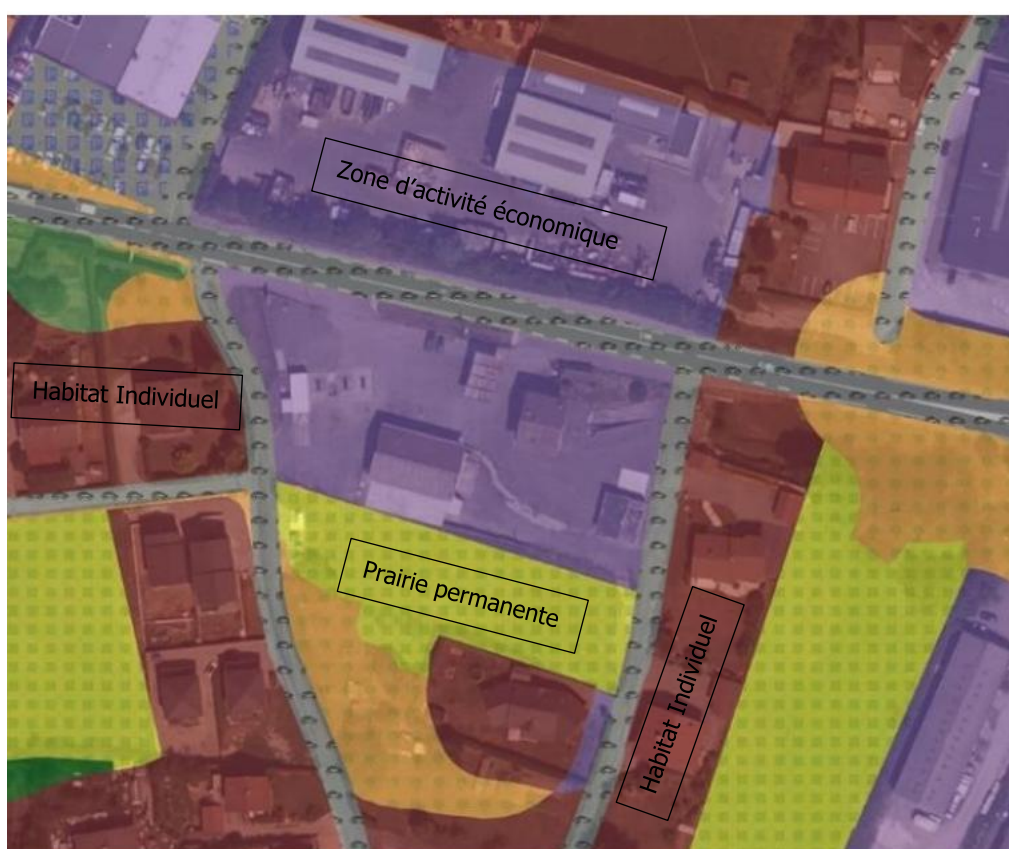 Zone d'activité économique
Habitat Individuel
Prairie permanente
Habitat Individuel